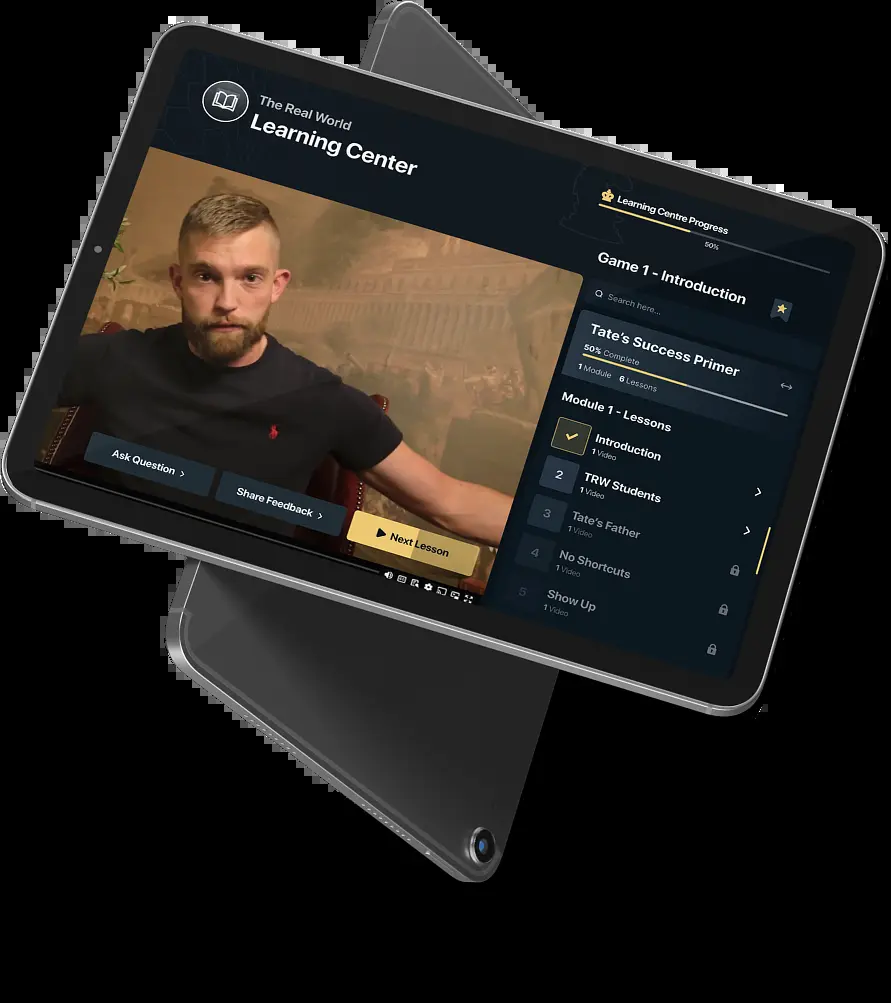 The Real World
Learning Center
Learning Centre Progress
50%
Game 1 - Introduction
Search here...
Tate's Success Primer
50% Complete
1 Module 6 Lessons
Module 1 - Lessons
Introduction
1 Video
2
TRW Students
1 Video
3
Tate's Father
1 Video
4
No Shortcuts
1 Video
5
Show Up
1 Video
Ask Question
Share Feedback
Next Lesson